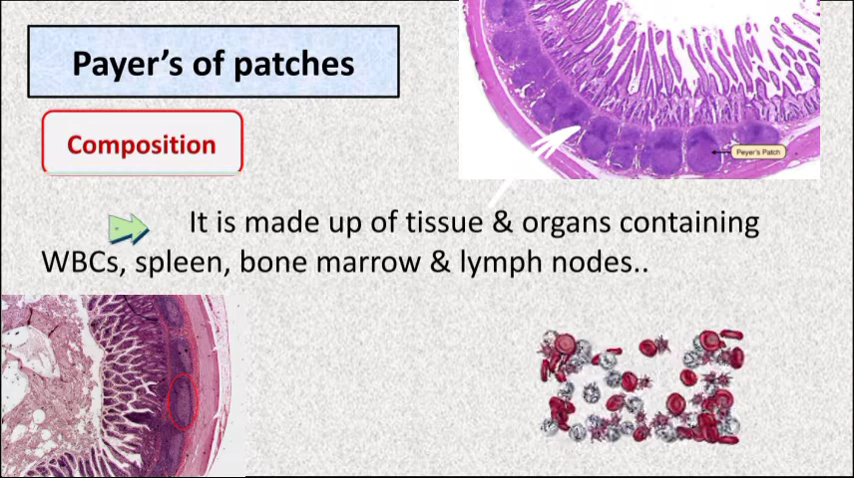 Payer’s of patches
Composition
Peyer's Patch
It is made up of tissue & organs containing
WBCs, spleen, bone marrow & lymph nodes..